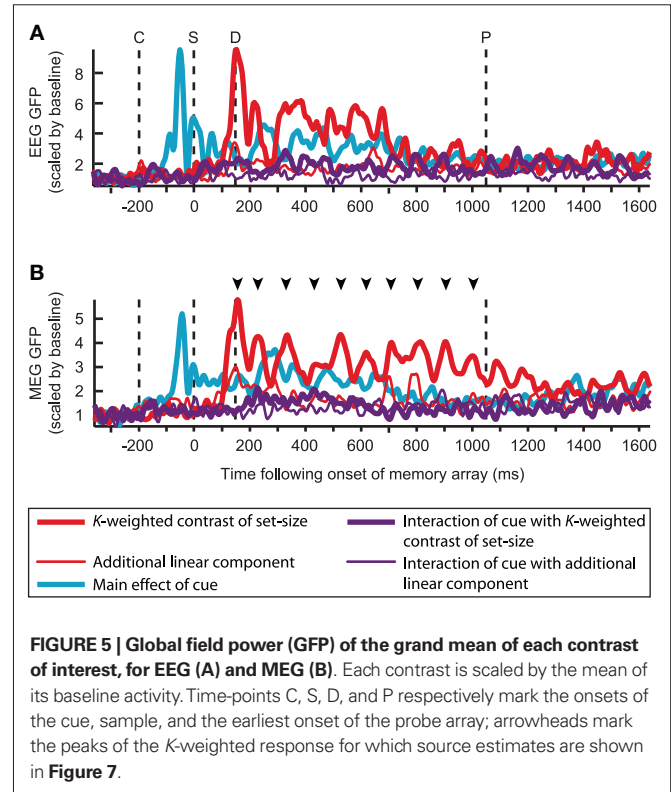 A
C S D P
EEG GFP
(scaled by baseline)
8
6
4
2
-200 0 200 400 600 800 1000 1200 1400 1600
B
MEG GFP
(scaled by baseline)
5
4
3
2
1
-200 0 200 400 600 800 1000 1200 1400 1600
Time following onset of memory array (ms)
K-weighted contrast of set-size
Additional linear component
Main effect of cue
Interaction of cue with K-weighted
contrast of set-size
Interaction of cue with additional
linear component
FIGURE 5 | Global field power (GFP) of the grand mean of each contrast
of interest, for EEG (A) and MEG (B). Each contrast is scaled by the mean of
its baseline activity. Time-points C, S, D, and P respectively mark the onsets of
the cue, sample, and the earliest onset of the probe array; arrowheads mark
the peaks of the K-weighted response for which source estimates are shown
in Figure 7.